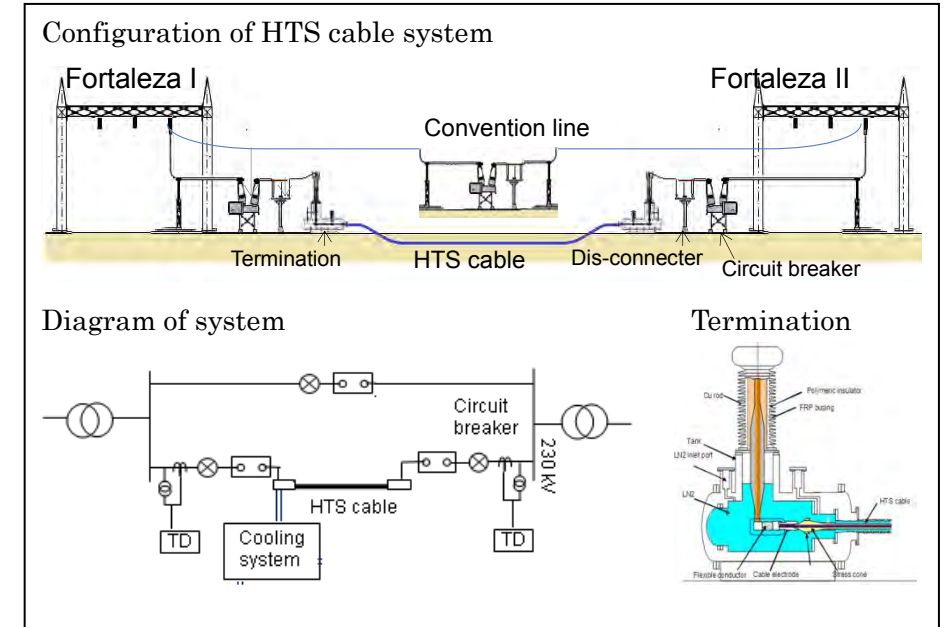 Configuration of HTS cable system
Fortaleza I
Fortaleza II
Convention line
Termination
HTS cable
Dis-connecter
Circuit breaker
Diagram of system
Termination
Circuit
breaker
230 kV
HTS cable
TD
Cooling
system
TD
Cu rod
Polymeric insulator
FRP busing
Tank
LN2 inlet port
LN2
HTS cable
Flexible conductor
Cable electrode
Stress cone